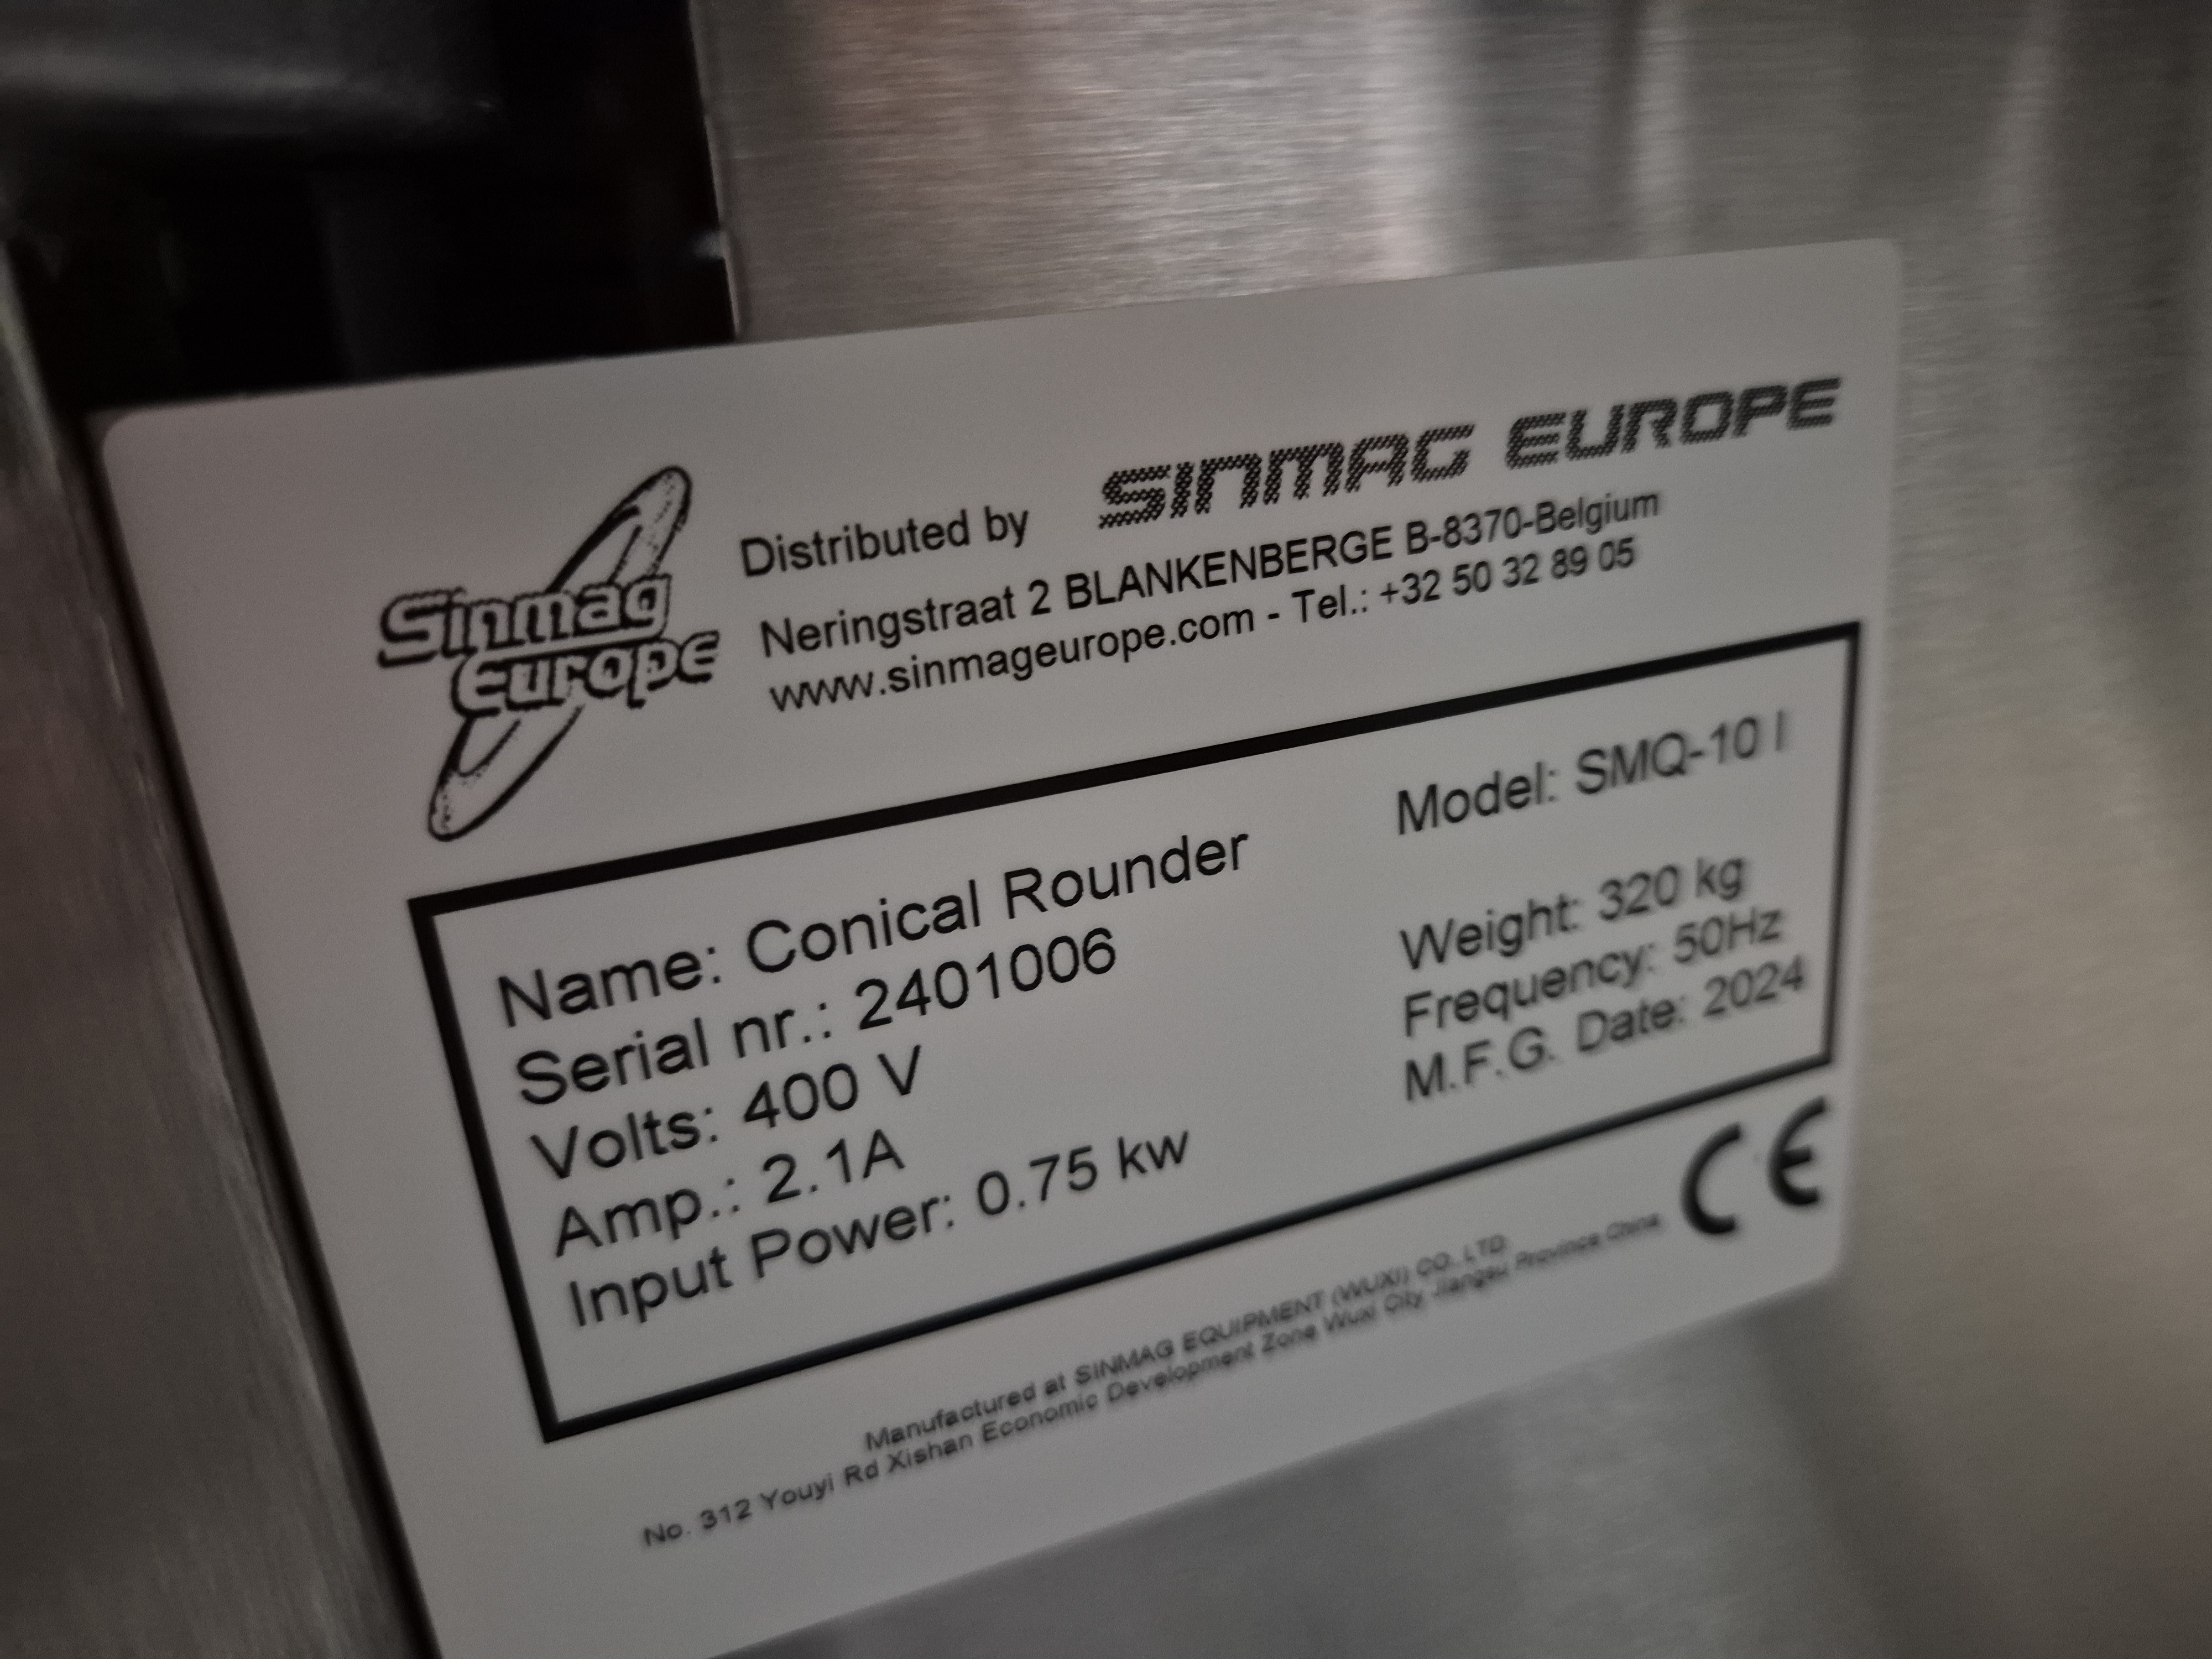 Sinmag
Europe
Distributed by SINMAG EUROPE
Neringstraat 2 BLANKENBERGE B-8370-Belgium
www.sinmageurope.com - Tel.: +32 50 32 89 05
Name: Conical Rounder Model: SMQ-10 I
Serial nr.: 2401006
Volts: 400 V Weight: 320 kg
Amp.: 2.1A Frequency: 50Hz
Input Power: 0.75 kw M.F.G. Date: 2024
CE
Manufactured at SINMAG EQUIPMENT (WUXI) CO. LTD.
No. 312 Youyi Rd Xishan Economic Development Zone Wuxi City Jiangsu Province China